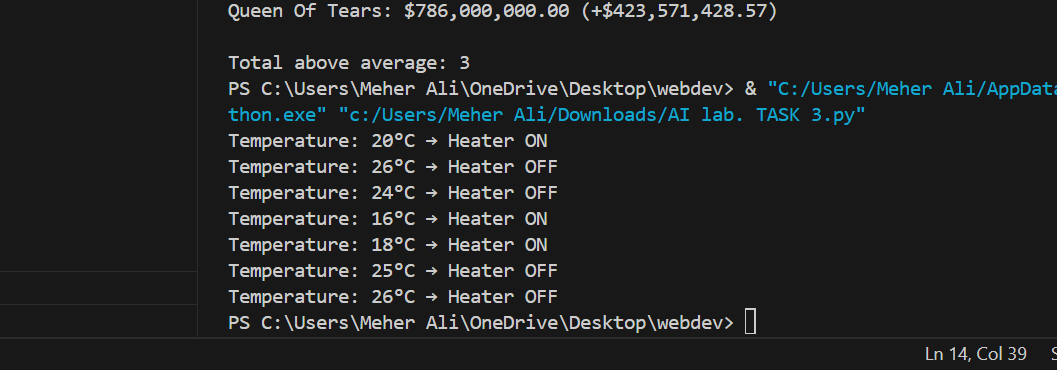 Queen Of Tears: $786,000,000.00 (+$423,571,428.57)
Total above average: 3
PS C:\Users\Meher Ali\OneDrive\Desktop\webdev> & "C:/Users/Meher Ali/AppData
thon.exe" "c:/Users/Meher Ali/Downloads/AI lab. TASK 3.py"
Temperature: 20°C → Heater ON
Temperature: 26°C → Heater OFF
Temperature: 24°C → Heater OFF
Temperature: 16°C → Heater ON
Temperature: 18°C → Heater ON
Temperature: 25°C → Heater OFF
Temperature: 26°C → Heater OFF
PS C:\Users\Meher Ali\OneDrive\Desktop\webdev>
Ln 14, Col 39